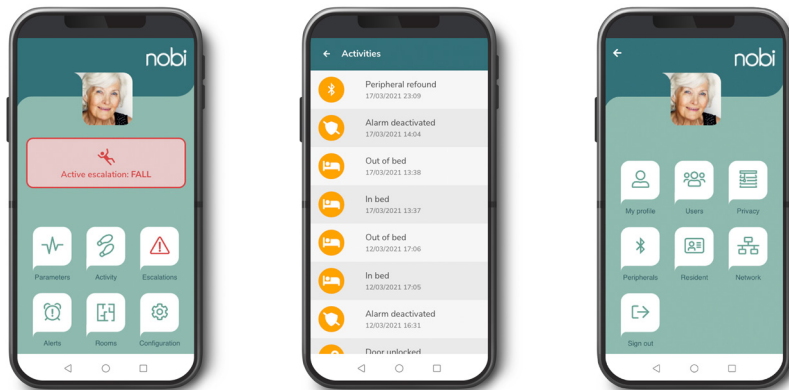 nobi
Active escalation: FALL
Parameters
Activity
Escalations
Alerts
Rooms
Configuration
Activities
Peripheral refound
17/03/2021 23:09
Alarm deactivated
17/03/2021 14:04
Out of bed
17/03/2021 13:38
In bed
17/03/2021 13:37
Out of bed
12/03/2021 17:06
In bed
12/03/2021 17:05
Alarm deactivated
12/03/2021 16:31
Door unlocked
nobi
My profile
Users
Privacy
Peripherals
Resident
Network
Sign out